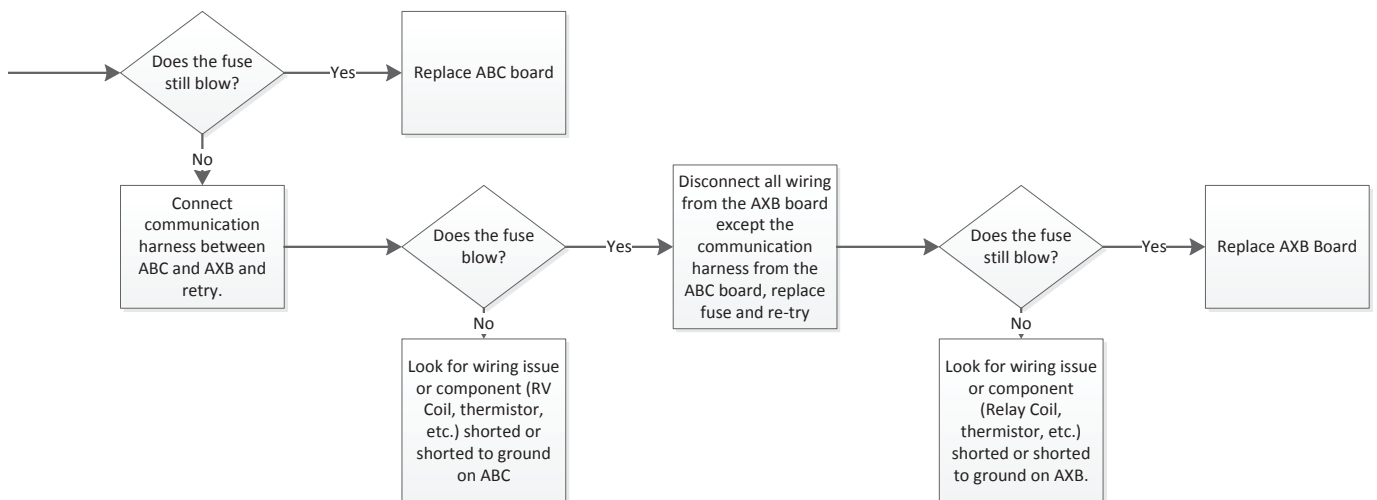 Does the fuse
still blow?
Yes
Replace ABC board
No
Connect
communication
harness between
ABC and AXB and
retry.
Does the fuse
blow?
Yes
Disconnect all wiring
from the AXB board
except the
communication
harness from the
ABC board, replace
fuse and re-try
Does the fuse
still blow?
Yes
Replace AXB Board
No
Look for wiring issue
or component (RV
Coil, thermistor,
etc.) shorted or
shorted to ground
on ABC
No
Look for wiring issue
or component
(Relay Coil,
thermistor, etc.)
shorted or shorted
to ground on AXB.